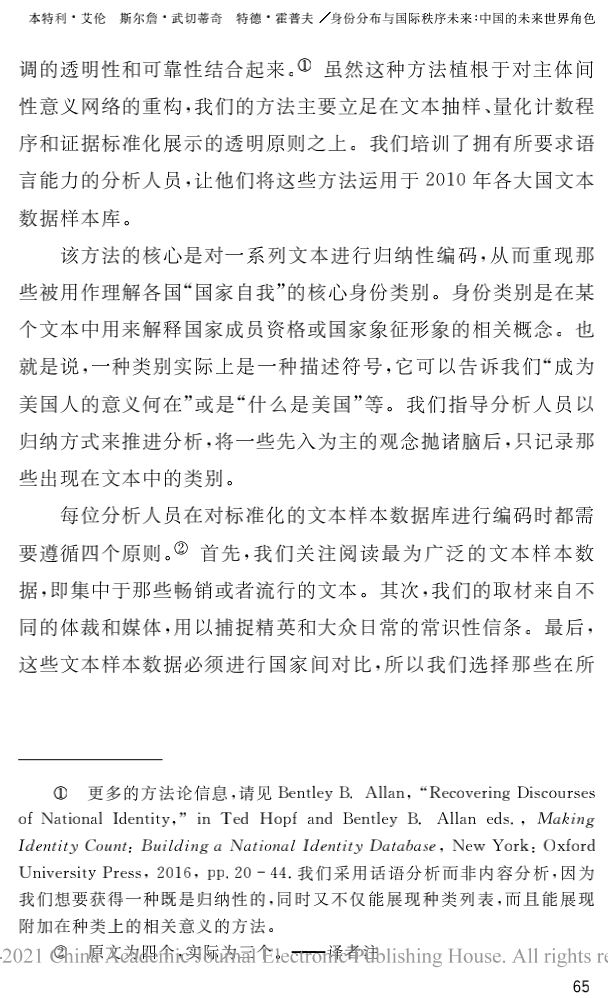 本特利·艾伦　斯尔詹·武切蒂奇　特德·霍普夫／身份分布与国际秩序未来：中国的未来世界角色
调的透明性和可靠性结合起来。① 虽然这种方法植根于对主体间
性意义网络的重构，我们的方法主要立足在文本抽样、量化计数程
序和证据标准化展示的透明原则之上。我们培训了拥有所要求语
言能力的分析人员，让他们将这些方法运用于 2010 年各大国文本
数据样本库。
该方法的核心是对一系列文本进行归纳性编码，从而重现那
些被用作理解各国“国家自我”的核心身份类别。身份类别是在某
个文本中用来解释国家成员资格或国家象征形象的相关概念。也
就是说，一种类别实际上是一种描述符号，它可以告诉我们“成为
美国人的意义何在”或是“什么是美国”等。我们指导分析人员以
归纳方式来推进分析，将一些先入为主的观念抛诸脑后，只记录那
些出现在文本中的类别。
每位分析人员在对标准化的文本样本数据库进行编码时都需
要遵循四个原则。② 首先，我们关注阅读最为广泛的文本样本数
据，即集中于那些畅销或者流行的文本。其次，我们的取材来自不
同的体裁和媒体，用以捕捉精英和大众日常的常识性信条。最后，
这些文本样本数据必须进行国家间对比，所以我们选择那些在所
①　更多的方法论信息，请见 Bentley B. Allan, “Recovering Discourses
of National Identity,” in Ted Hopf and Bentley B. Allan eds., Making
Identity Count: Building a National Identity Database, New York: Oxford
University Press, 2016, pp. 20－44. 我们采用话语分析而非内容分析，因为
我们想要获得一种既是归纳性的，同时又不仅能展现种类列表，而且能展现
附加在种类上的相关意义的方法。
②　原文为四个，实际为三个。——译者注
-2021 China Academic Journal Electronic Publishing House. All rights re
65